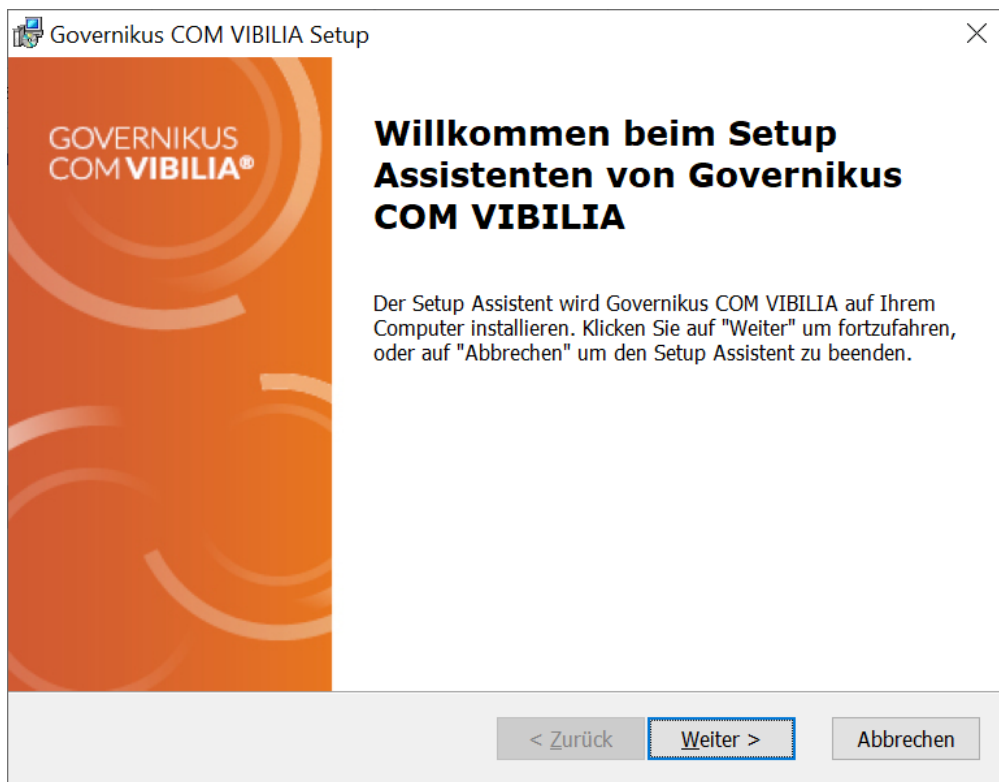 Governikus COM VIBILIA Setup
GOVERNIKUS
COM VIBILIA®
Willkommen beim Setup
Assistenten von Governikus
COM VIBILIA
Der Setup Assistent wird Governikus COM VIBILIA auf Ihrem
Computer installieren. Klicken Sie auf "Weiter" um fortzufahren,
oder auf "Abbrechen" um den Setup Assistent zu beenden.
< Zurück
Weiter >
Abbrechen